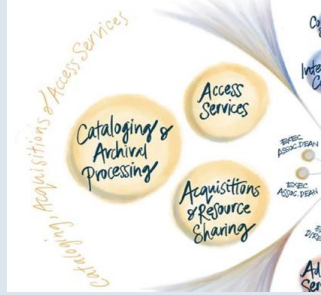 Cataloging, Acquisitions & Access Services
Access
Services
Cataloging &
Archival
Processing
Acquisitions
& Resource
Sharing
EXEC
ASSOC. DEAN
EXEC
ASSOC. DEAN